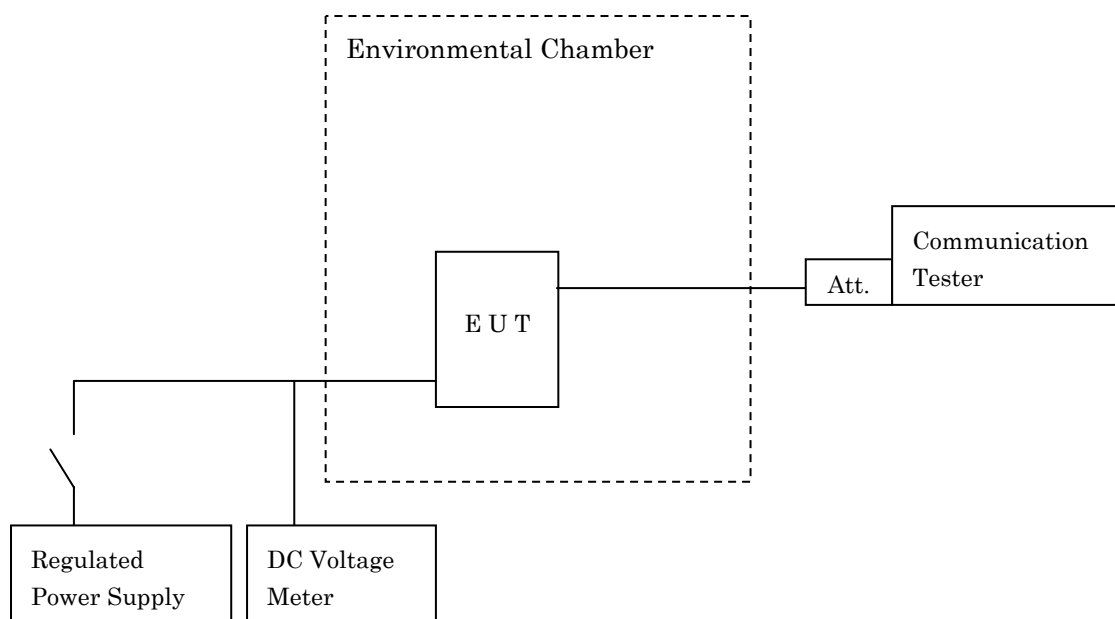 Environmental Chamber
Communication
Tester
Att.
E U T
Regulated
Power Supply
DC Voltage
Meter